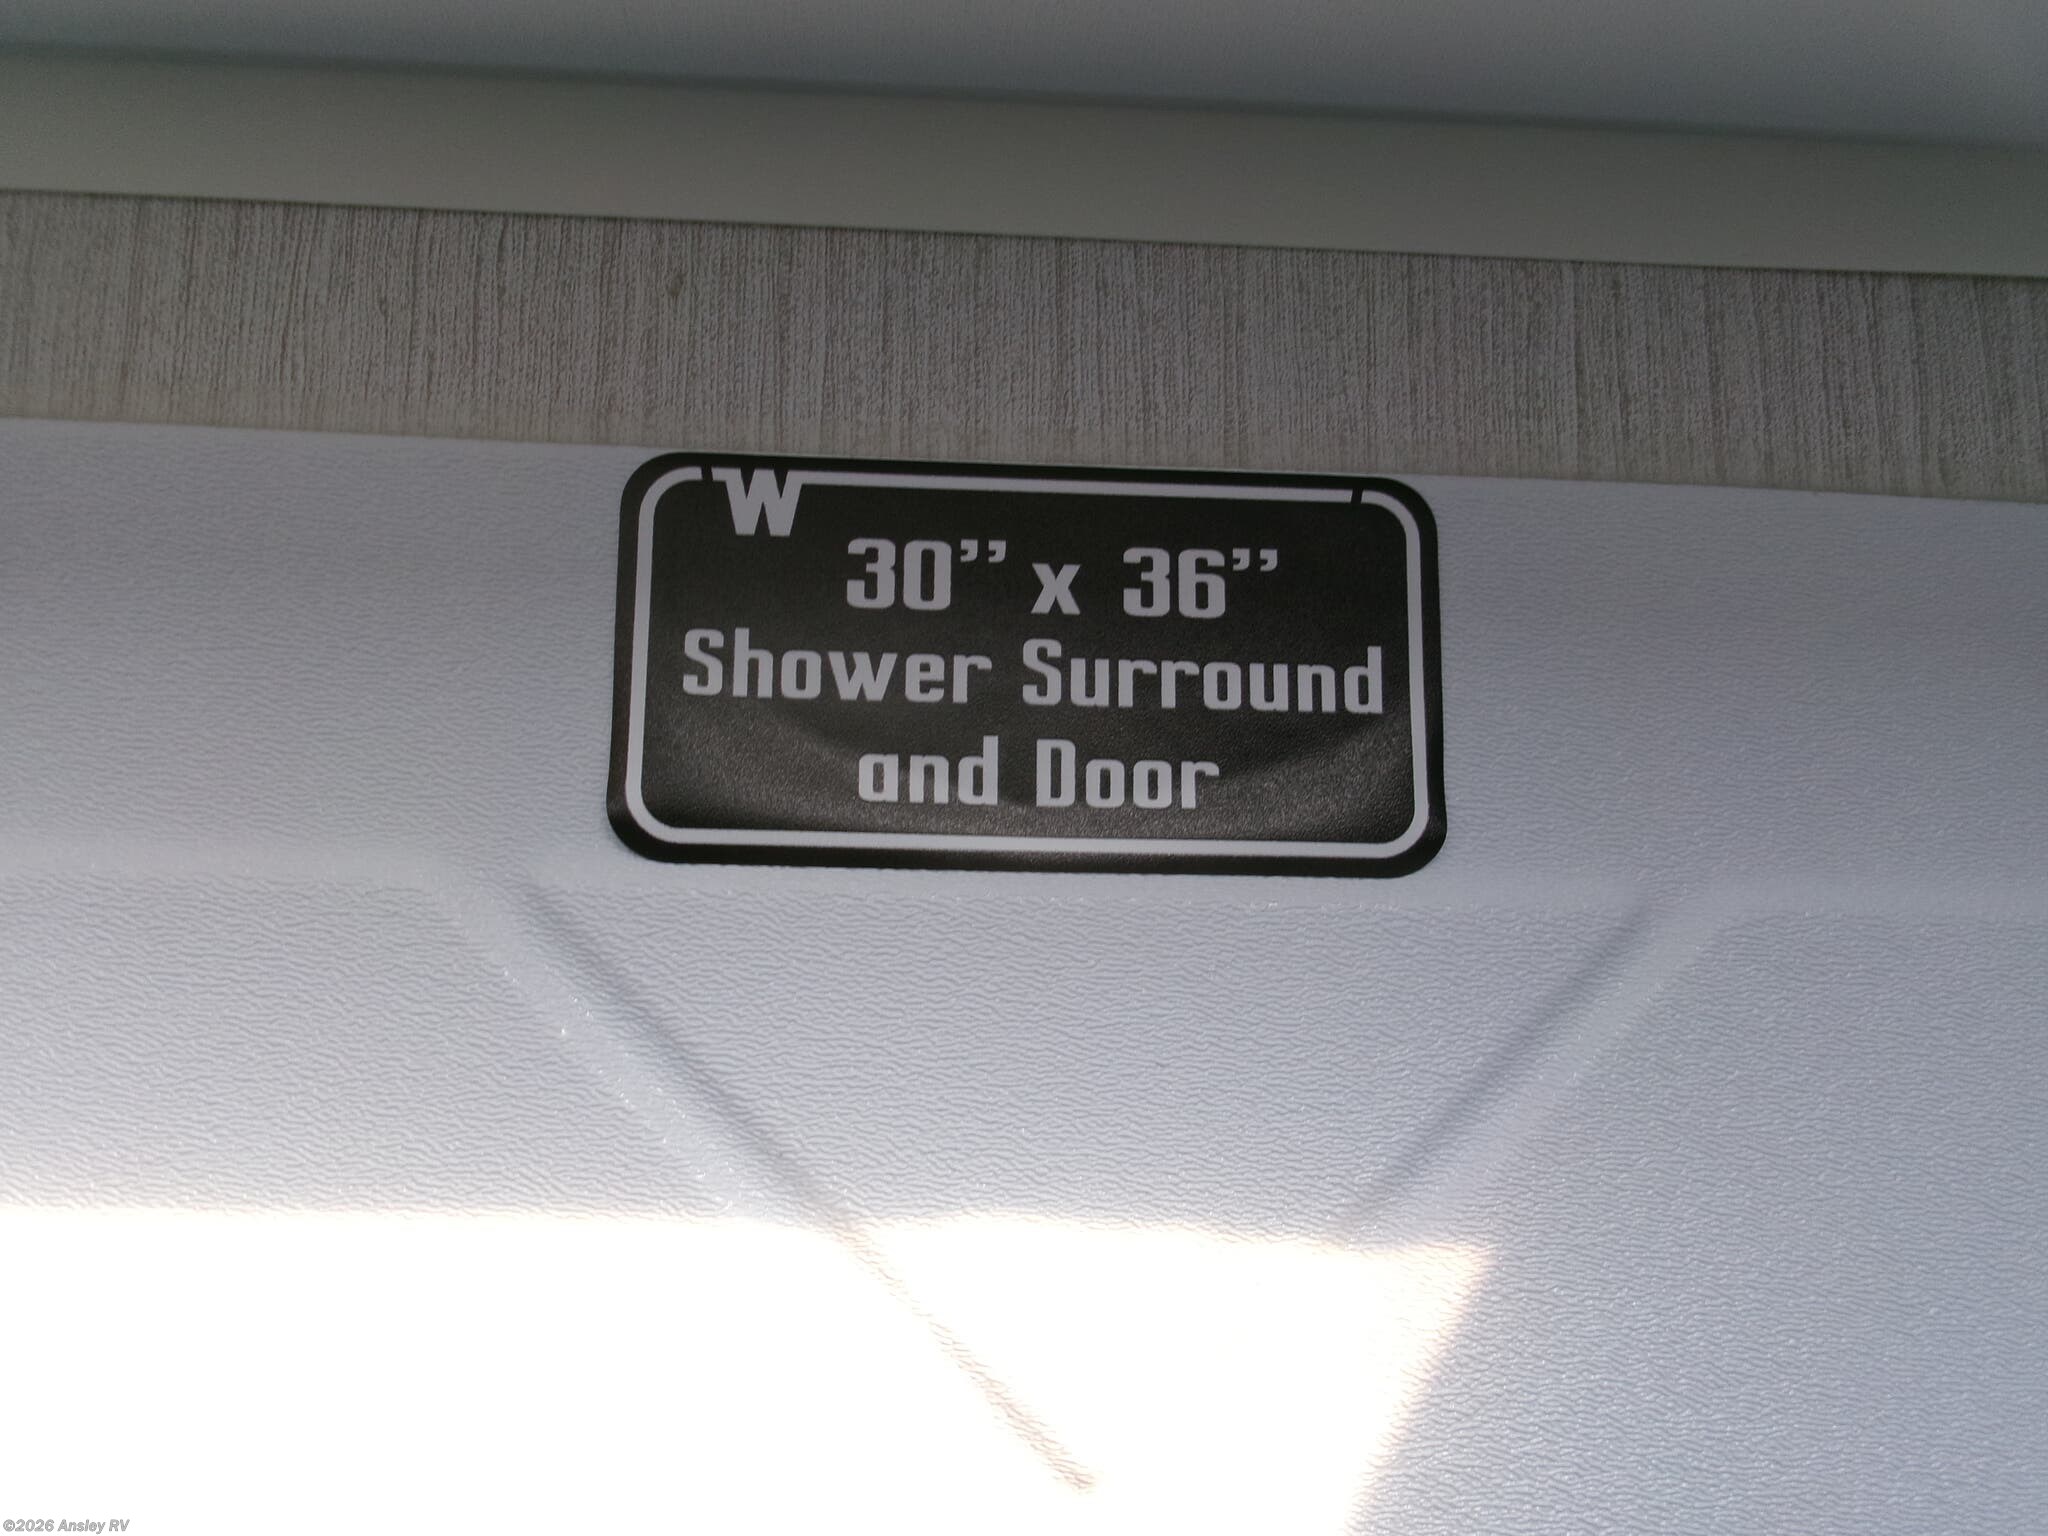 W
30” x 36”
Shower Surround
and Door
©2026 Ansley RV